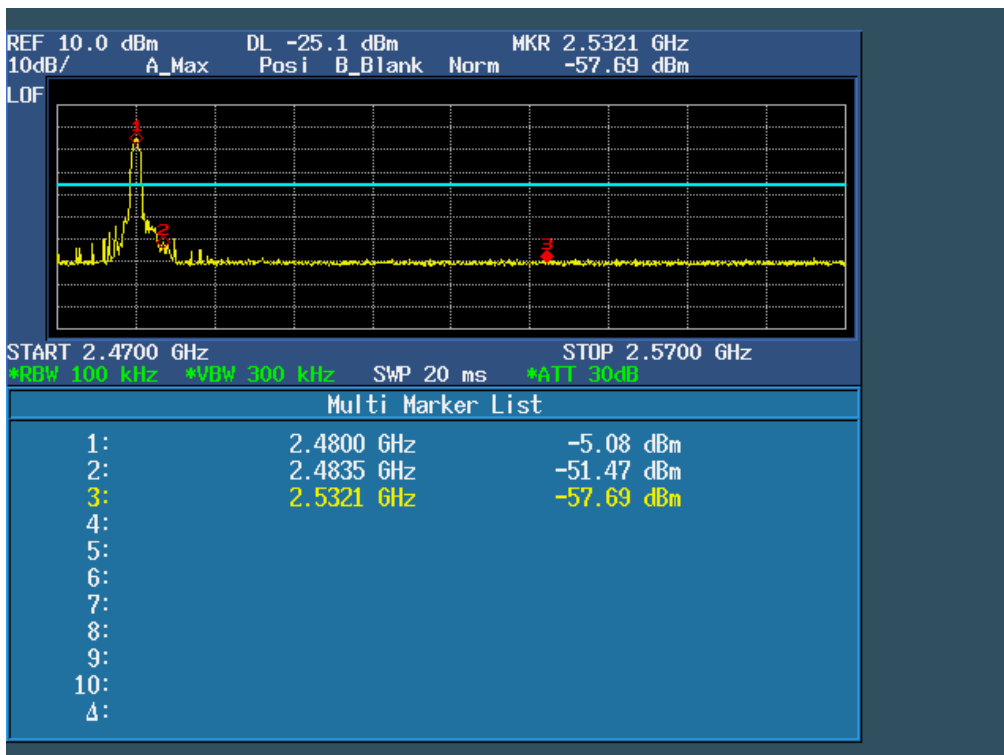 REF 10.0 dBm DL -25.1 dBm MKR 2.5321 GHz
10dB/ A_Max Posi B_Blank Norm -57.69 dBm
LOF
1
2
3
START 2.4700 GHz STOP 2.5700 GHz
*RBW 100 kHz *VBW 300 kHz SWP 20 ms *ATT 30dB
Multi Marker List
1: 2.4800 GHz -5.08 dBm
2: 2.4835 GHz -51.47 dBm
3: 2.5321 GHz -57.69 dBm
4:
5:
6:
7:
8:
9:
10:
Δ: